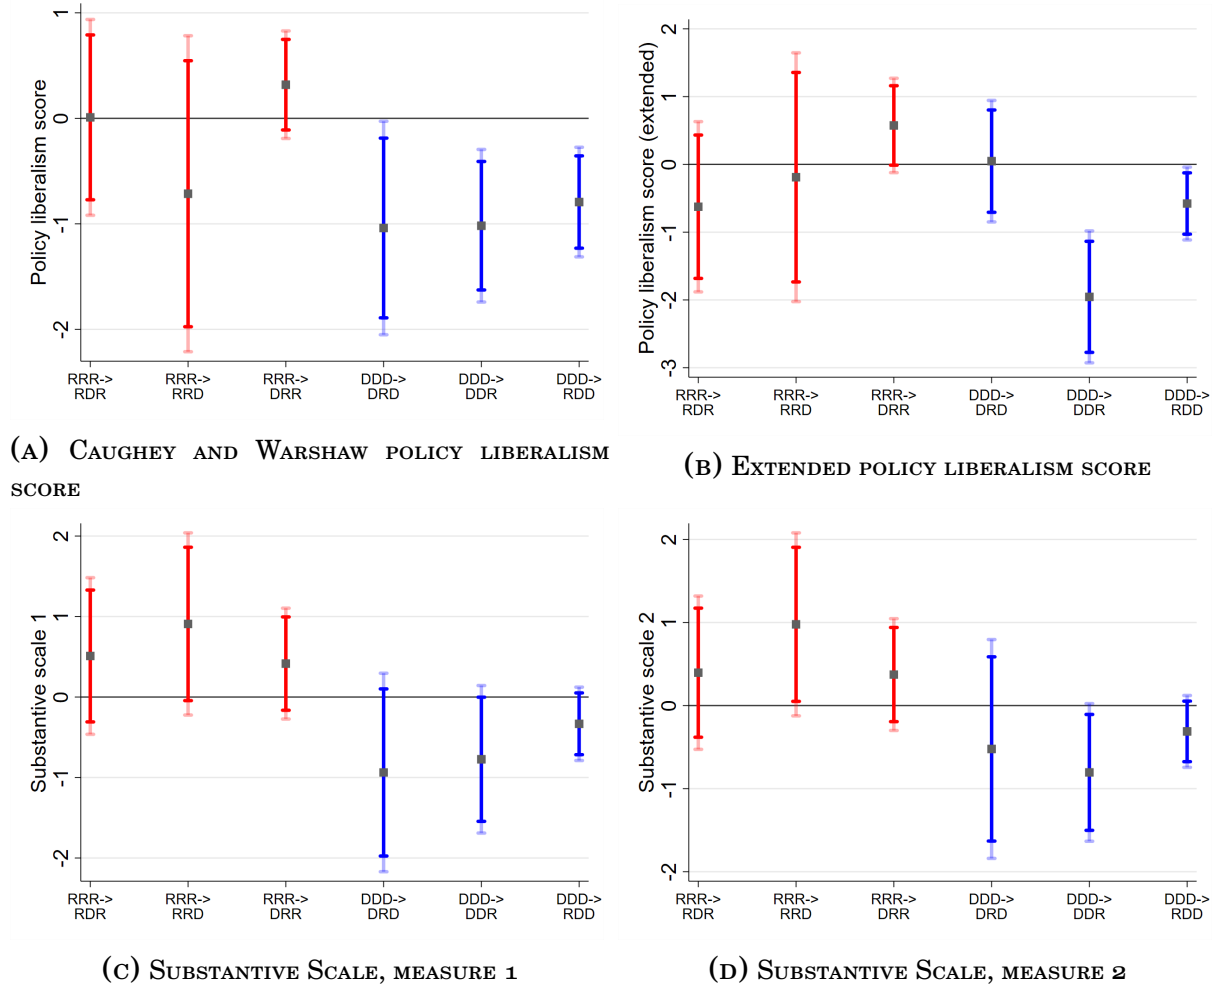 Policy liberalism score
1
0
-1
-2
RRR-> RRR-> RRR-> DDD-> DDD-> DDD->
RDR RRD DRR DRD DDR RDD
(A) Caughey and Warshaw policy liberalism
score
Policy liberalism score (extended)
2
1
0
-1
-2
-3
RRR-> RRR-> RRR-> DDD-> DDD-> DDD->
RDR RRD DRR DRD DDR RDD
(B) Extended policy liberalism score
Substantive scale 1
2
1
0
-1
-2
RRR-> RRR-> RRR-> DDD-> DDD-> DDD->
RDR RRD DRR DRD DDR RDD
(C) Substantive Scale, measure 1
Substantive scale 2
2
1
0
-1
-2
RRR-> RRR-> RRR-> DDD-> DDD-> DDD->
RDR RRD DRR DRD DDR RDD
(D) Substantive Scale, measure 2